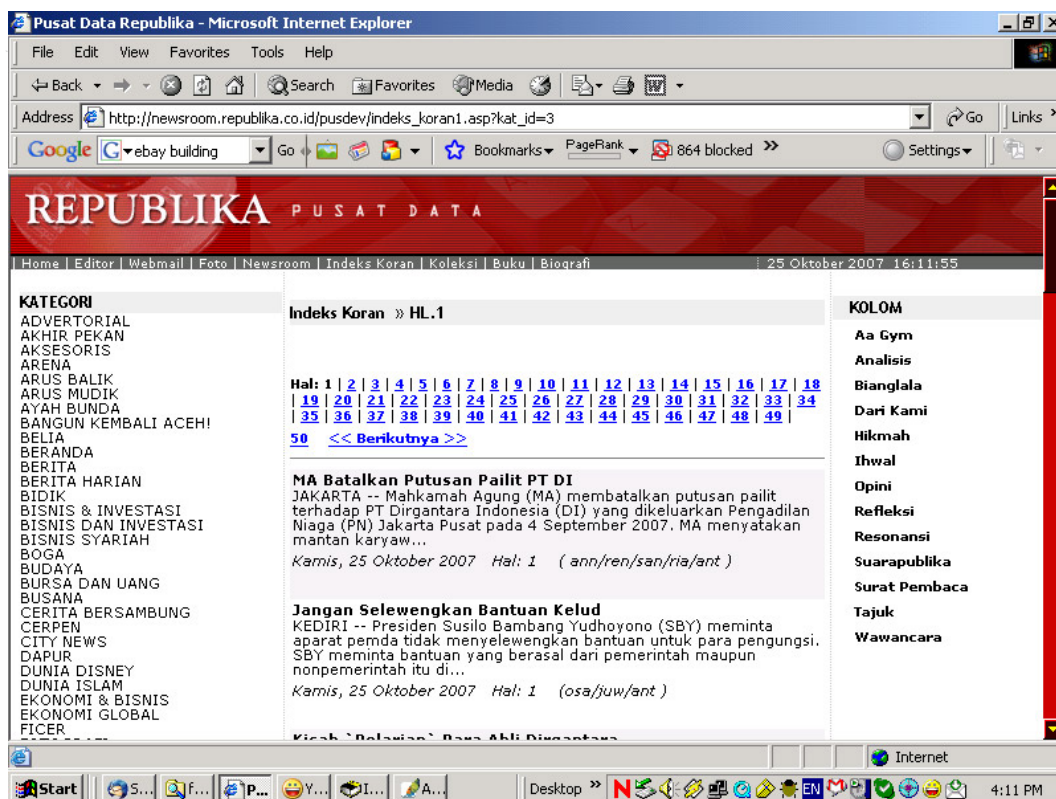 Pusat Data Republika - Microsoft Internet Explorer
File Edit View Favorites Tools Help
Back Search Favorites Media
Address http://newsroom.republika.co.id/pusdev/indeks_koran1.asp?kat_id=3 Go Links »
Google G ebay building Go Bookmarks PageRank 864 blocked » Settings
REPUBLIKA PUSAT DATA
| Home | Editor | Webmail | Foto | Newsroom | Indeks Koran | Koleksi | Buku | Biografi 25 Oktober 2007 16:11:55
KATEGORI
ADVERTORIAL
AKHIR PEKAN
AKSESORIS
ARENA
ARUS BALIK
ARUS MUDIK
AYAH BUNDA
BANGUN KEMBALI ACEH!
BELIA
BERANDA
BERITA
BERITA HARIAN
BIDIK
BISNIS & INVESTASI
BISNIS DAN INVESTASI
BISNIS SYARIAH
BOGA
BUDAYA
BURSA DAN UANG
BUSANA
CERITA BERSAMBUNG
CERPEN
CITY NEWS
DAPUR
DUNIA DISNEY
DUNIA ISLAM
EKONOMI & BISNIS
EKONOMI GLOBAL
FICER
Indeks Koran » HL.1
Hal: 1 | 2 | 3 | 4 | 5 | 6 | 7 | 8 | 9 | 10 | 11 | 12 | 13 | 14 | 15 | 16 | 17 | 18
| 19 | 20 | 21 | 22 | 23 | 24 | 25 | 26 | 27 | 28 | 29 | 30 | 31 | 32 | 33 | 34
| 35 | 36 | 37 | 38 | 39 | 40 | 41 | 42 | 43 | 44 | 45 | 46 | 47 | 48 | 49 |
50 << Berikutnya >>
MA Batalkan Putusan Pailit PT DI
JAKARTA -- Mahkamah Agung (MA) membatalkan putusan pailit
terhadap PT Dirgantara Indonesia (DI) yang dikeluarkan Pengadilan
Niaga (PN) Jakarta Pusat pada 4 September 2007. MA menyatakan
mantan karyaw...
Kamis, 25 Oktober 2007 Hal: 1 ( ann/ren/san/ria/ant )
Jangan Selewengkan Bantuan Kelud
KEDIRI -- Presiden Susilo Bambang Yudhoyono (SBY) meminta
aparat pemda tidak menyelewengkan bantuan untuk para pengungsi.
SBY meminta bantuan yang berasal dari pemerintah maupun
nonpemerintah itu di...
Kamis, 25 Oktober 2007 Hal: 1 (osa/juw/ant )
Kisah `Pelarian` Para Ahli Dirgantara
KOLOM
Aa Gym
Analisis
Bianglala
Dari Kami
Hikmah
Ihwal
Opini
Refleksi
Resonansi
Suarapublika
Surat Pembaca
Tajuk
Wawancara
Internet
Start S... f... P... Y... I... A... Desktop » N EN 4:11 PM